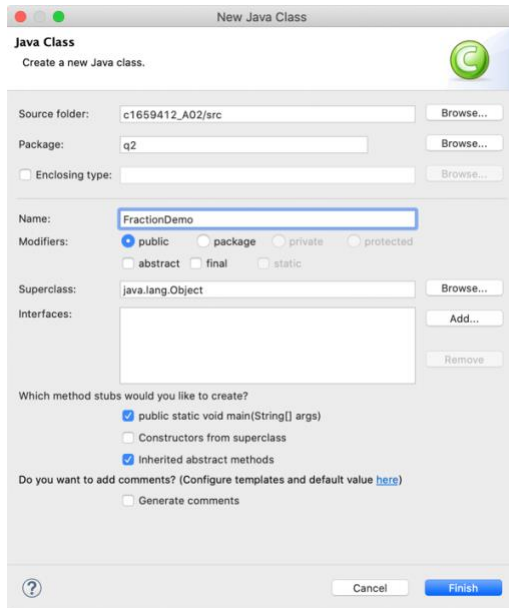 New Java Class
Java Class
Create a new Java class.
C
Source folder: c1659412_A02/src Browse...
Package: q2 Browse...
Enclosing type: Browse...
Name: FractionDemo
Modifiers: public package private protected
abstract final static
Superclass: java.lang.Object Browse...
Interfaces: Add...
Remove
Which method stubs would you like to create?
public static void main(String[] args)
Constructors from superclass
Inherited abstract methods
Do you want to add comments? (Configure templates and default value here)
Generate comments
? Cancel Finish